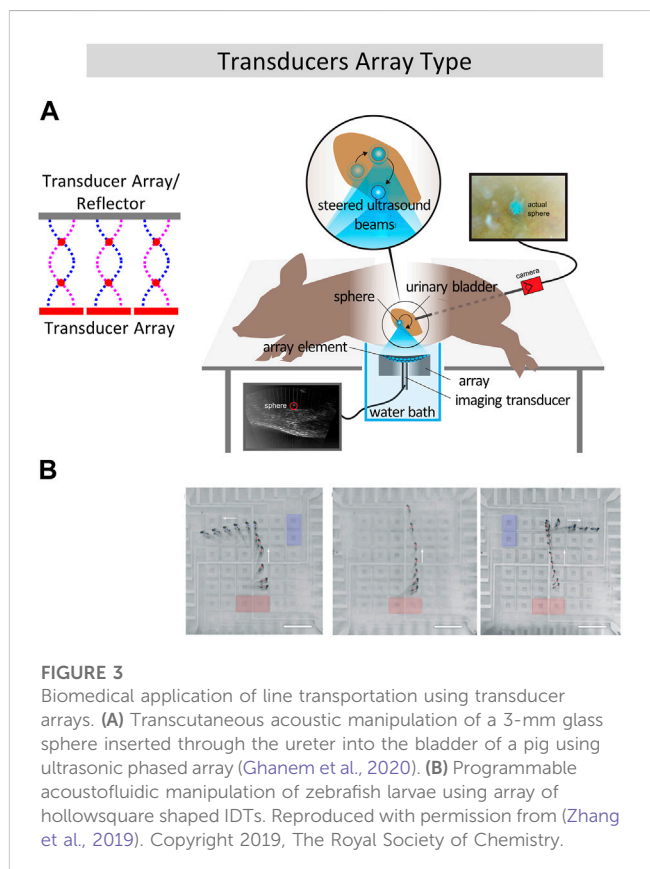 Transducers Array Type
A
Transducer Array/
Reflector
Transducer Array
steered ultrasound
beams
actual
sphere
camera
urinary bladder
sphere
array element
array
imaging transducer
water bath
sphere
B
FIGURE 3
Biomedical application of line transportation using transducer
arrays. (A) Transcutaneous acoustic manipulation of a 3-mm glass
sphere inserted through the ureter into the bladder of a pig using
ultrasonic phased array (Ghanem et al., 2020). (B) Programmable
acoustofluidic manipulation of zebrafish larvae using array of
hollowsquare shaped IDTs. Reproduced with permission from (Zhang
et al., 2019). Copyright 2019, The Royal Society of Chemistry.